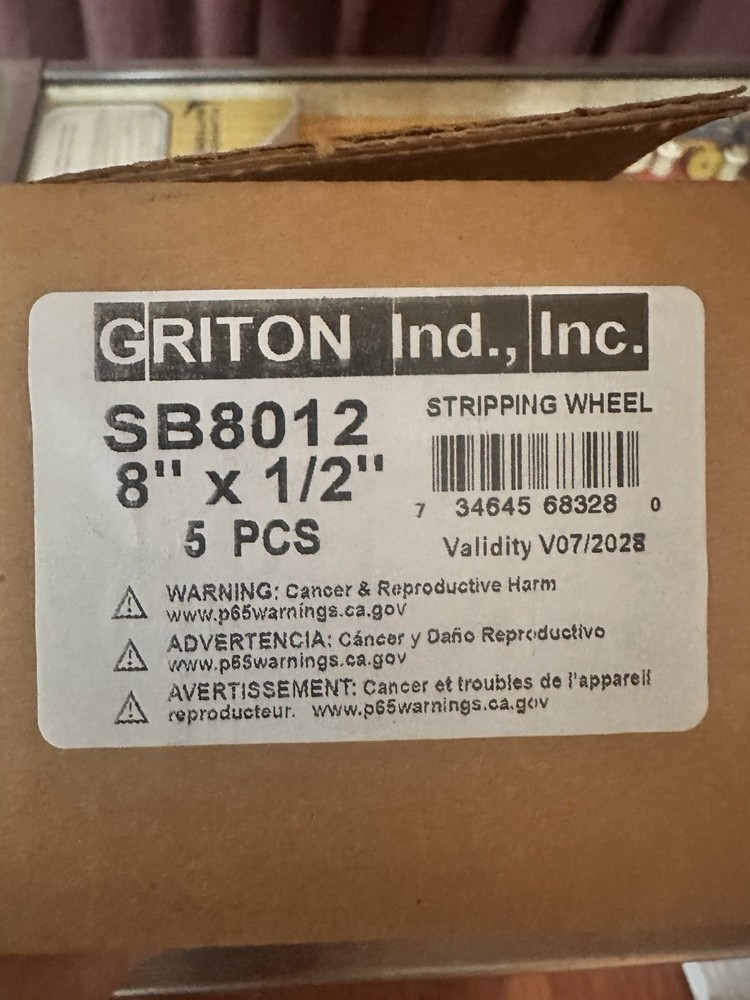 GRITON Ind., Inc.
SB8012
8" x 1/2"
5 PCS
STRIPPING WHEEL
7 34645 68328 0
Validity V07/2028
WARNING: Cancer & Reproductive Harm
www.p65warnings.ca.gov
ADVERTENCIA: Cáncer y Daño Reproductivo
www.p65warnings.ca.gov
AVERTISSEMENT: Cancer et troubles de l'appareil
reproducteur. www.p65warnings.ca.gov